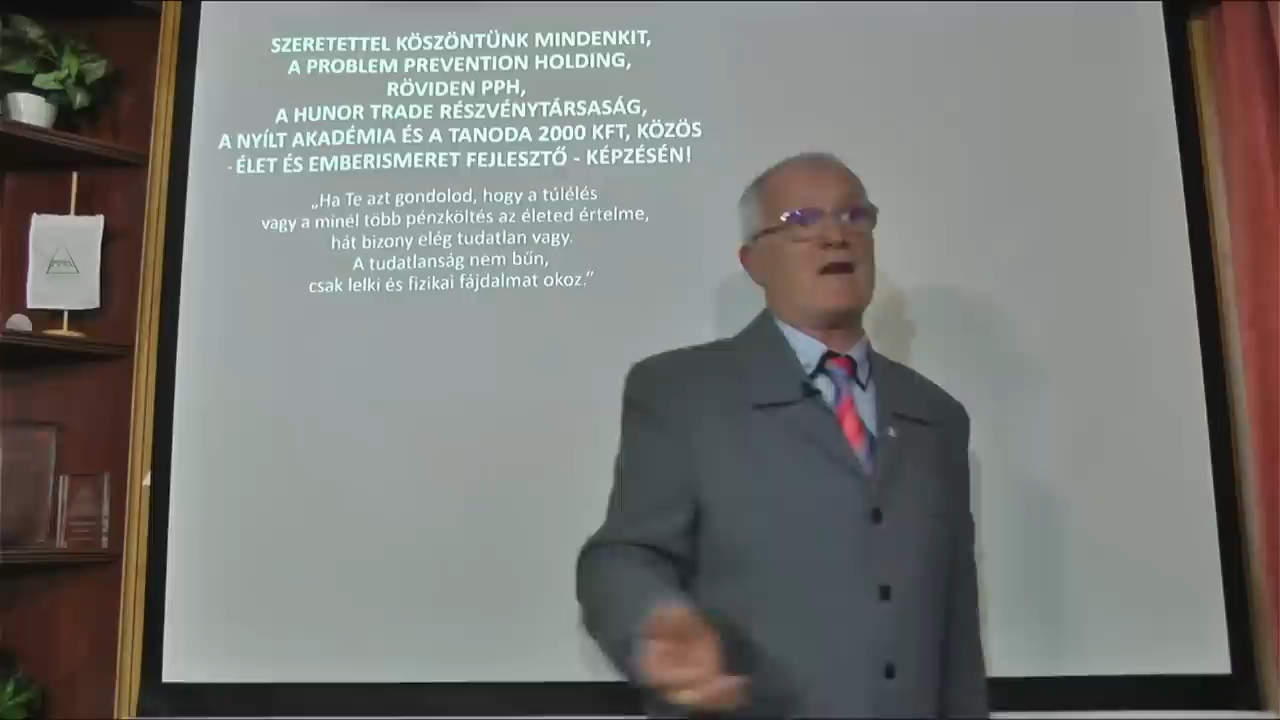 SZERETETTEL KÖSZÖNTÜNK MINDENKIT,
A PROBLEM PREVENTION HOLDING,
RÖVIDEN PPH,
A HUNOR TRADE RÉSZVÉNYTÁRSASÁG,
A NYÍLT AKADÉMIA ÉS A TANODA 2000 KFT, KÖZÖS
- ÉLET ÉS EMBERISMERET FEJLESZTŐ - KÉPZÉSÉN!
„Ha Te azt gondolod, hogy a túlélés
vagy a minél több pénzköltés az életed értelme,
hát bizony elég tudatlan vagy.
A tudatlanság nem bűn,
csak lelki és fizikai fájdalmat okoz.”